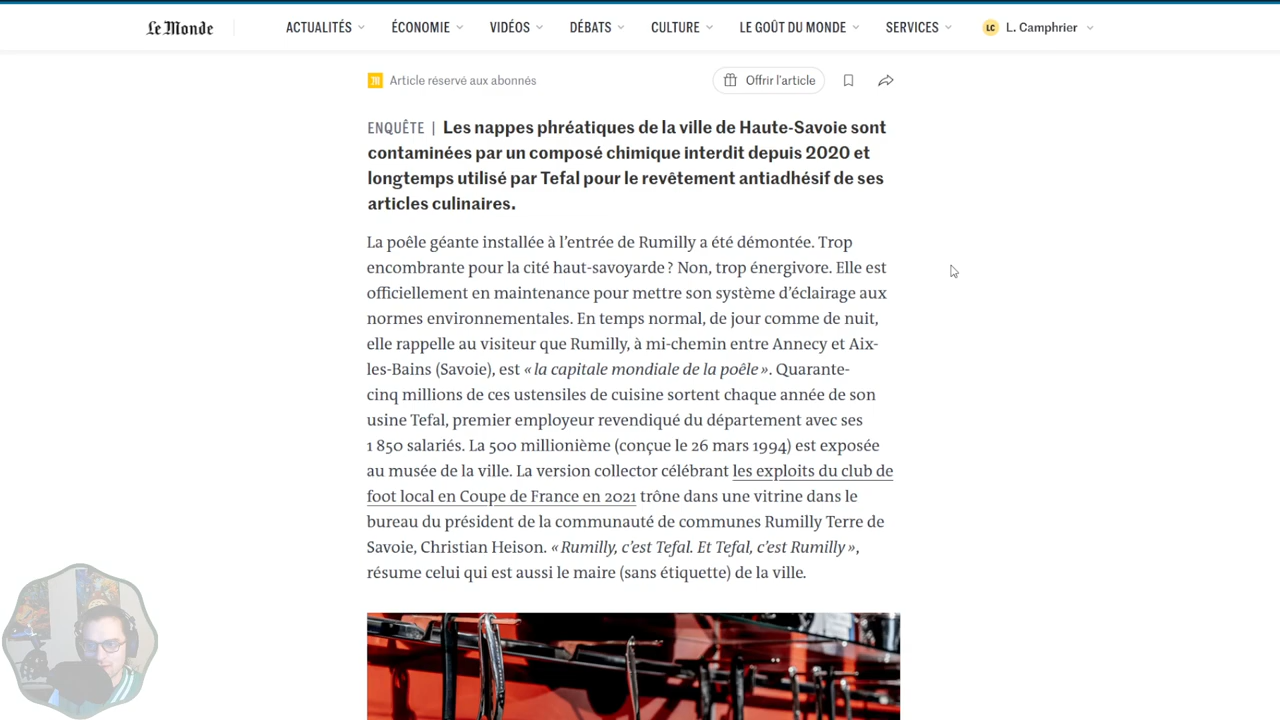 Le Monde
ACTUALITÉS
ÉCONOMIE
VIDÉOS
DÉBATS
CULTURE
LE GOÛT DU MONDE
SERVICES
LC
L. Camphrier
M
Article réservé aux abonnés
Offrir l'article
ENQUÊTE | Les nappes phréatiques de la ville de Haute-Savoie sont
contaminées par un composé chimique interdit depuis 2020 et
longtemps utilisé par Tefal pour le revêtement antiadhésif de ses
articles culinaires.
La poêle géante installée à l'entrée de Rumilly a été démontée. Trop
encombrante pour la cité haut-savoyarde ? Non, trop énergivore. Elle est
officiellement en maintenance pour mettre son système d'éclairage aux
normes environnementales. En temps normal, de jour comme de nuit,
elle rappelle au visiteur que Rumilly, à mi-chemin entre Annecy et Aix-
les-Bains (Savoie), est « la capitale mondiale de la poêle ». Quarante-
cinq millions de ces ustensiles de cuisine sortent chaque année de son
usine Tefal, premier employeur revendiqué du département avec ses
1 850 salariés. La 500 millionième (conçue le 26 mars 1994) est exposée
au musée de la ville. La version collector célébrant les exploits du club de
foot local en Coupe de France en 2021 trône dans une vitrine dans le
bureau du président de la communauté de communes Rumilly Terre de
Savoie, Christian Heison. « Rumilly, c'est Tefal. Et Tefal, c'est Rumilly »,
résume celui qui est aussi le maire (sans étiquette) de la ville.